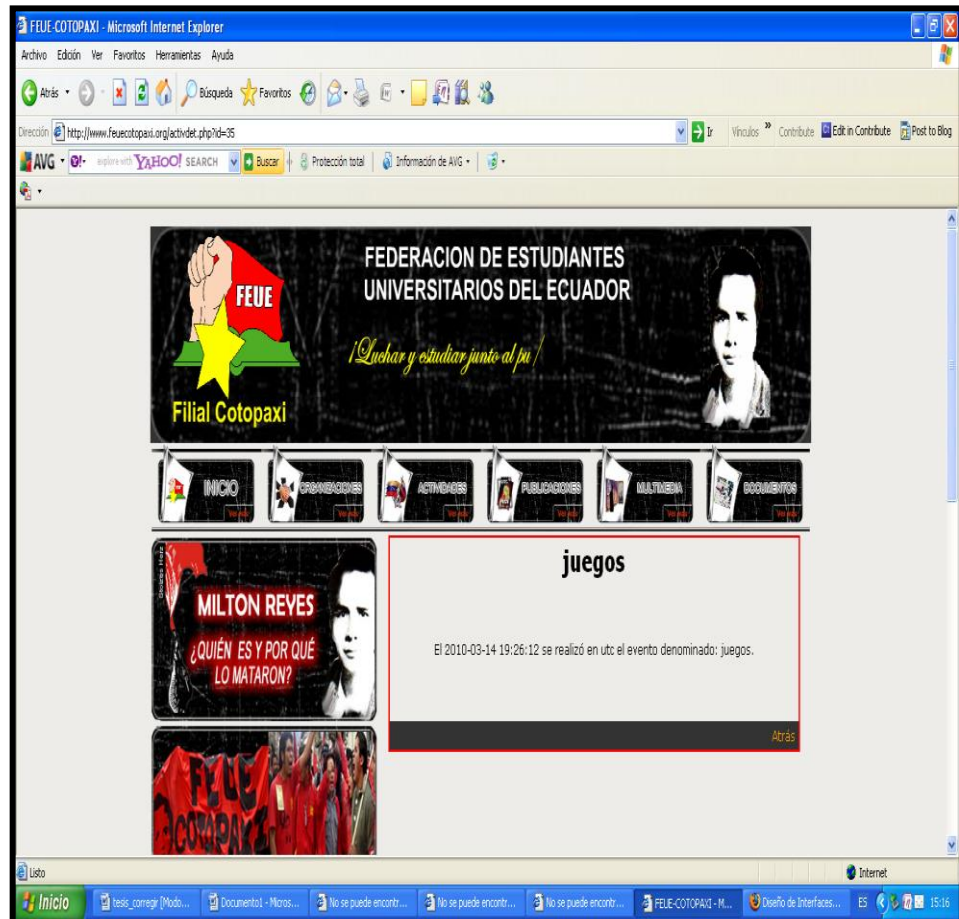 FEUE-COTOPAXI - Microsoft Internet Explorer
Archivo Edición Ver Favoritos Herramientas Ayuda
Atrás Búsqueda Favoritos
Dirección http://www.feuecotopaxi.org/activdet.php?id=35 Ir Vínculos » Contribute Edit in Contribute Post to Blog
AVG Y! explore with YAHOO! SEARCH Buscar Protección total Información de AVG
FEDERACION DE ESTUDIANTES
UNIVERSITARIOS DEL ECUADOR
FEUE
¡Luchar y estudiar junto al pu /
Filial Cotopaxi
INICIO ORGANIZACIONES ACTIVIDADES PUBLICACIONES MULTIMEDIA DOCUMENTOS
juegos
MILTON REYES
¿QUIÉN ES Y POR QUÉ
LO MATARON?
El 2010-03-14 19:26:12 se realizó en utc el evento denominado: juegos.
Atrás
FEUE
COTOPAXI
Listo Internet
Inicio tesis_corregir [Modo... Documento1 - Micros... No se puede encontr... No se puede encontr... No se puede encontr... FEUE-COTOPAXI - M... Diseño de Interfaces... ES 15:16